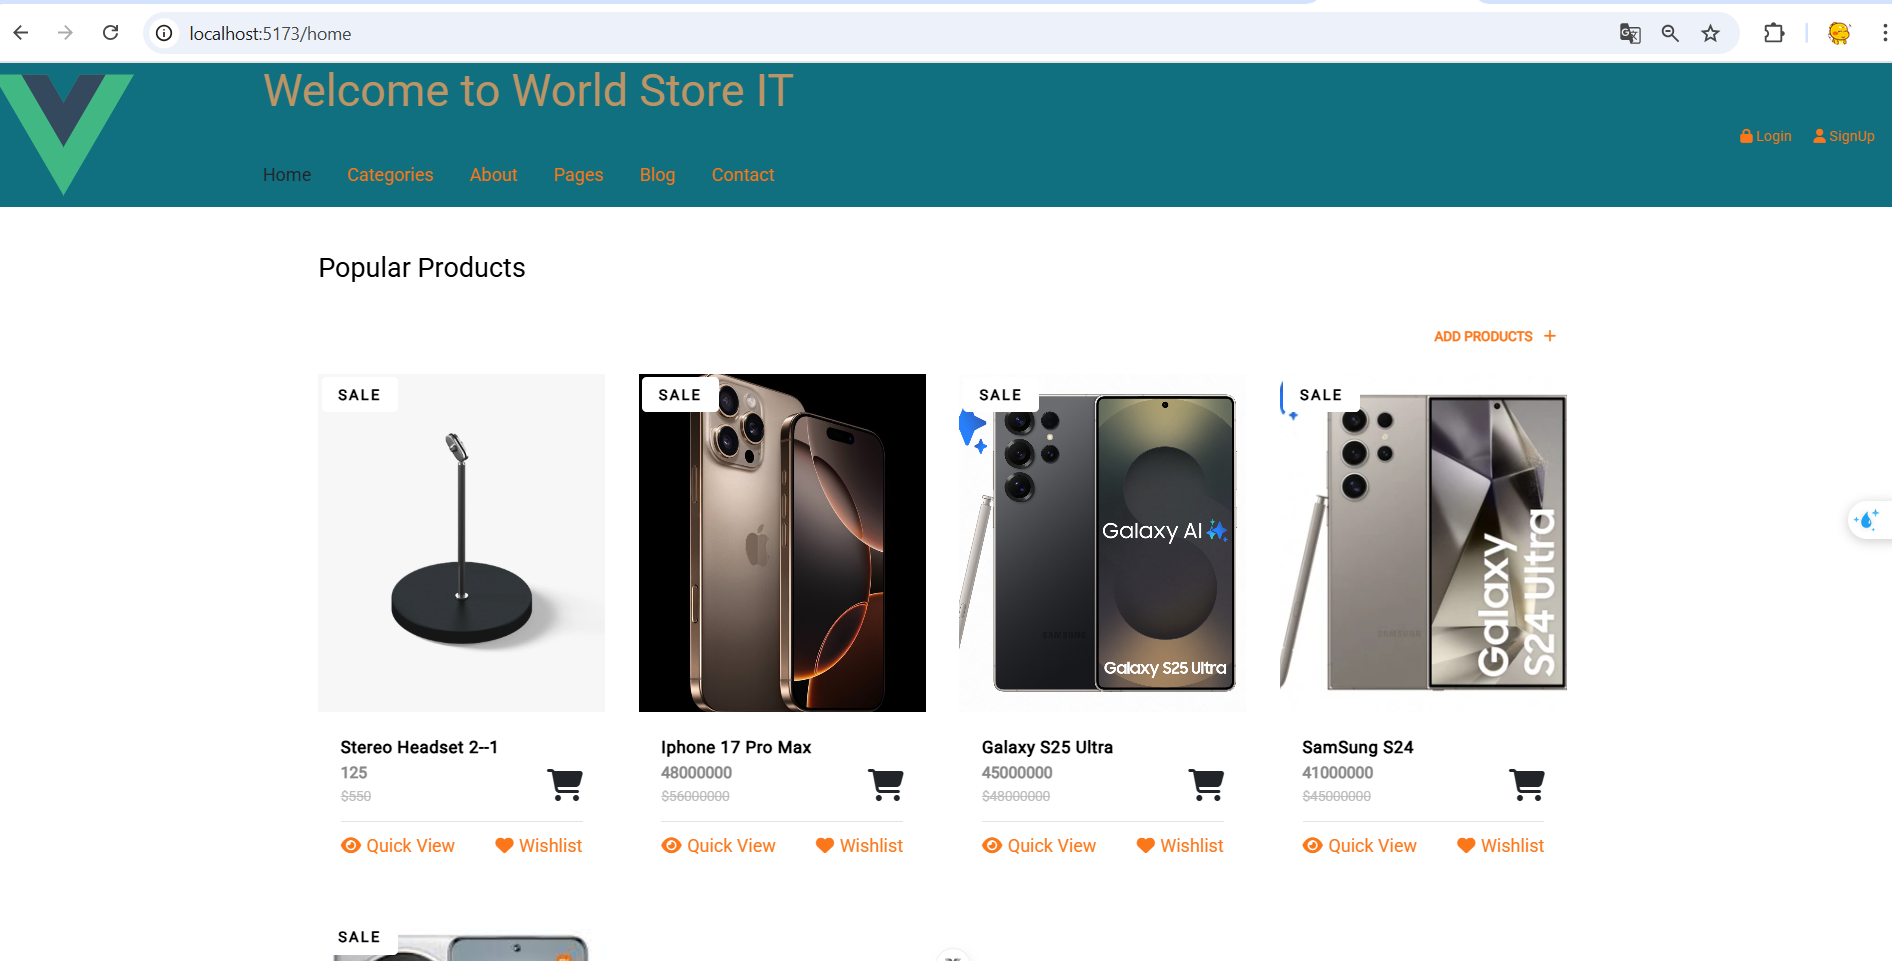 localhost:5173/home
Welcome to World Store IT
Login SignUp
Home Categories About Pages Blog Contact
Popular Products
ADD PRODUCTS +
SALE
Stereo Headset 2--1
125
$550
Quick View Wishlist
SALE
Iphone 17 Pro Max
48000000
$56000000
Quick View Wishlist
SALE
Galaxy AI
SAMSUNG
Galaxy S25 Ultra
Galaxy S25 Ultra
45000000
$48000000
Quick View Wishlist
SALE
SAMSUNG
Galaxy
S24 Ultra
SamSung S24
41000000
$45000000
Quick View Wishlist
SALE